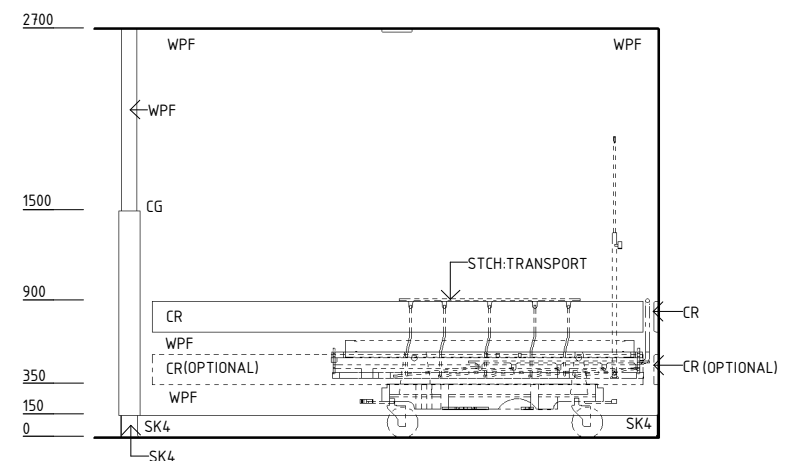 2700
WPF
WPF
WPF
1500
CG
STCH:TRANSPORT
900
CR
CR
WPF
CR(OPTIONAL)
CR (OPTIONAL)
350
WPF
150
SK4
SK4
0
SK4